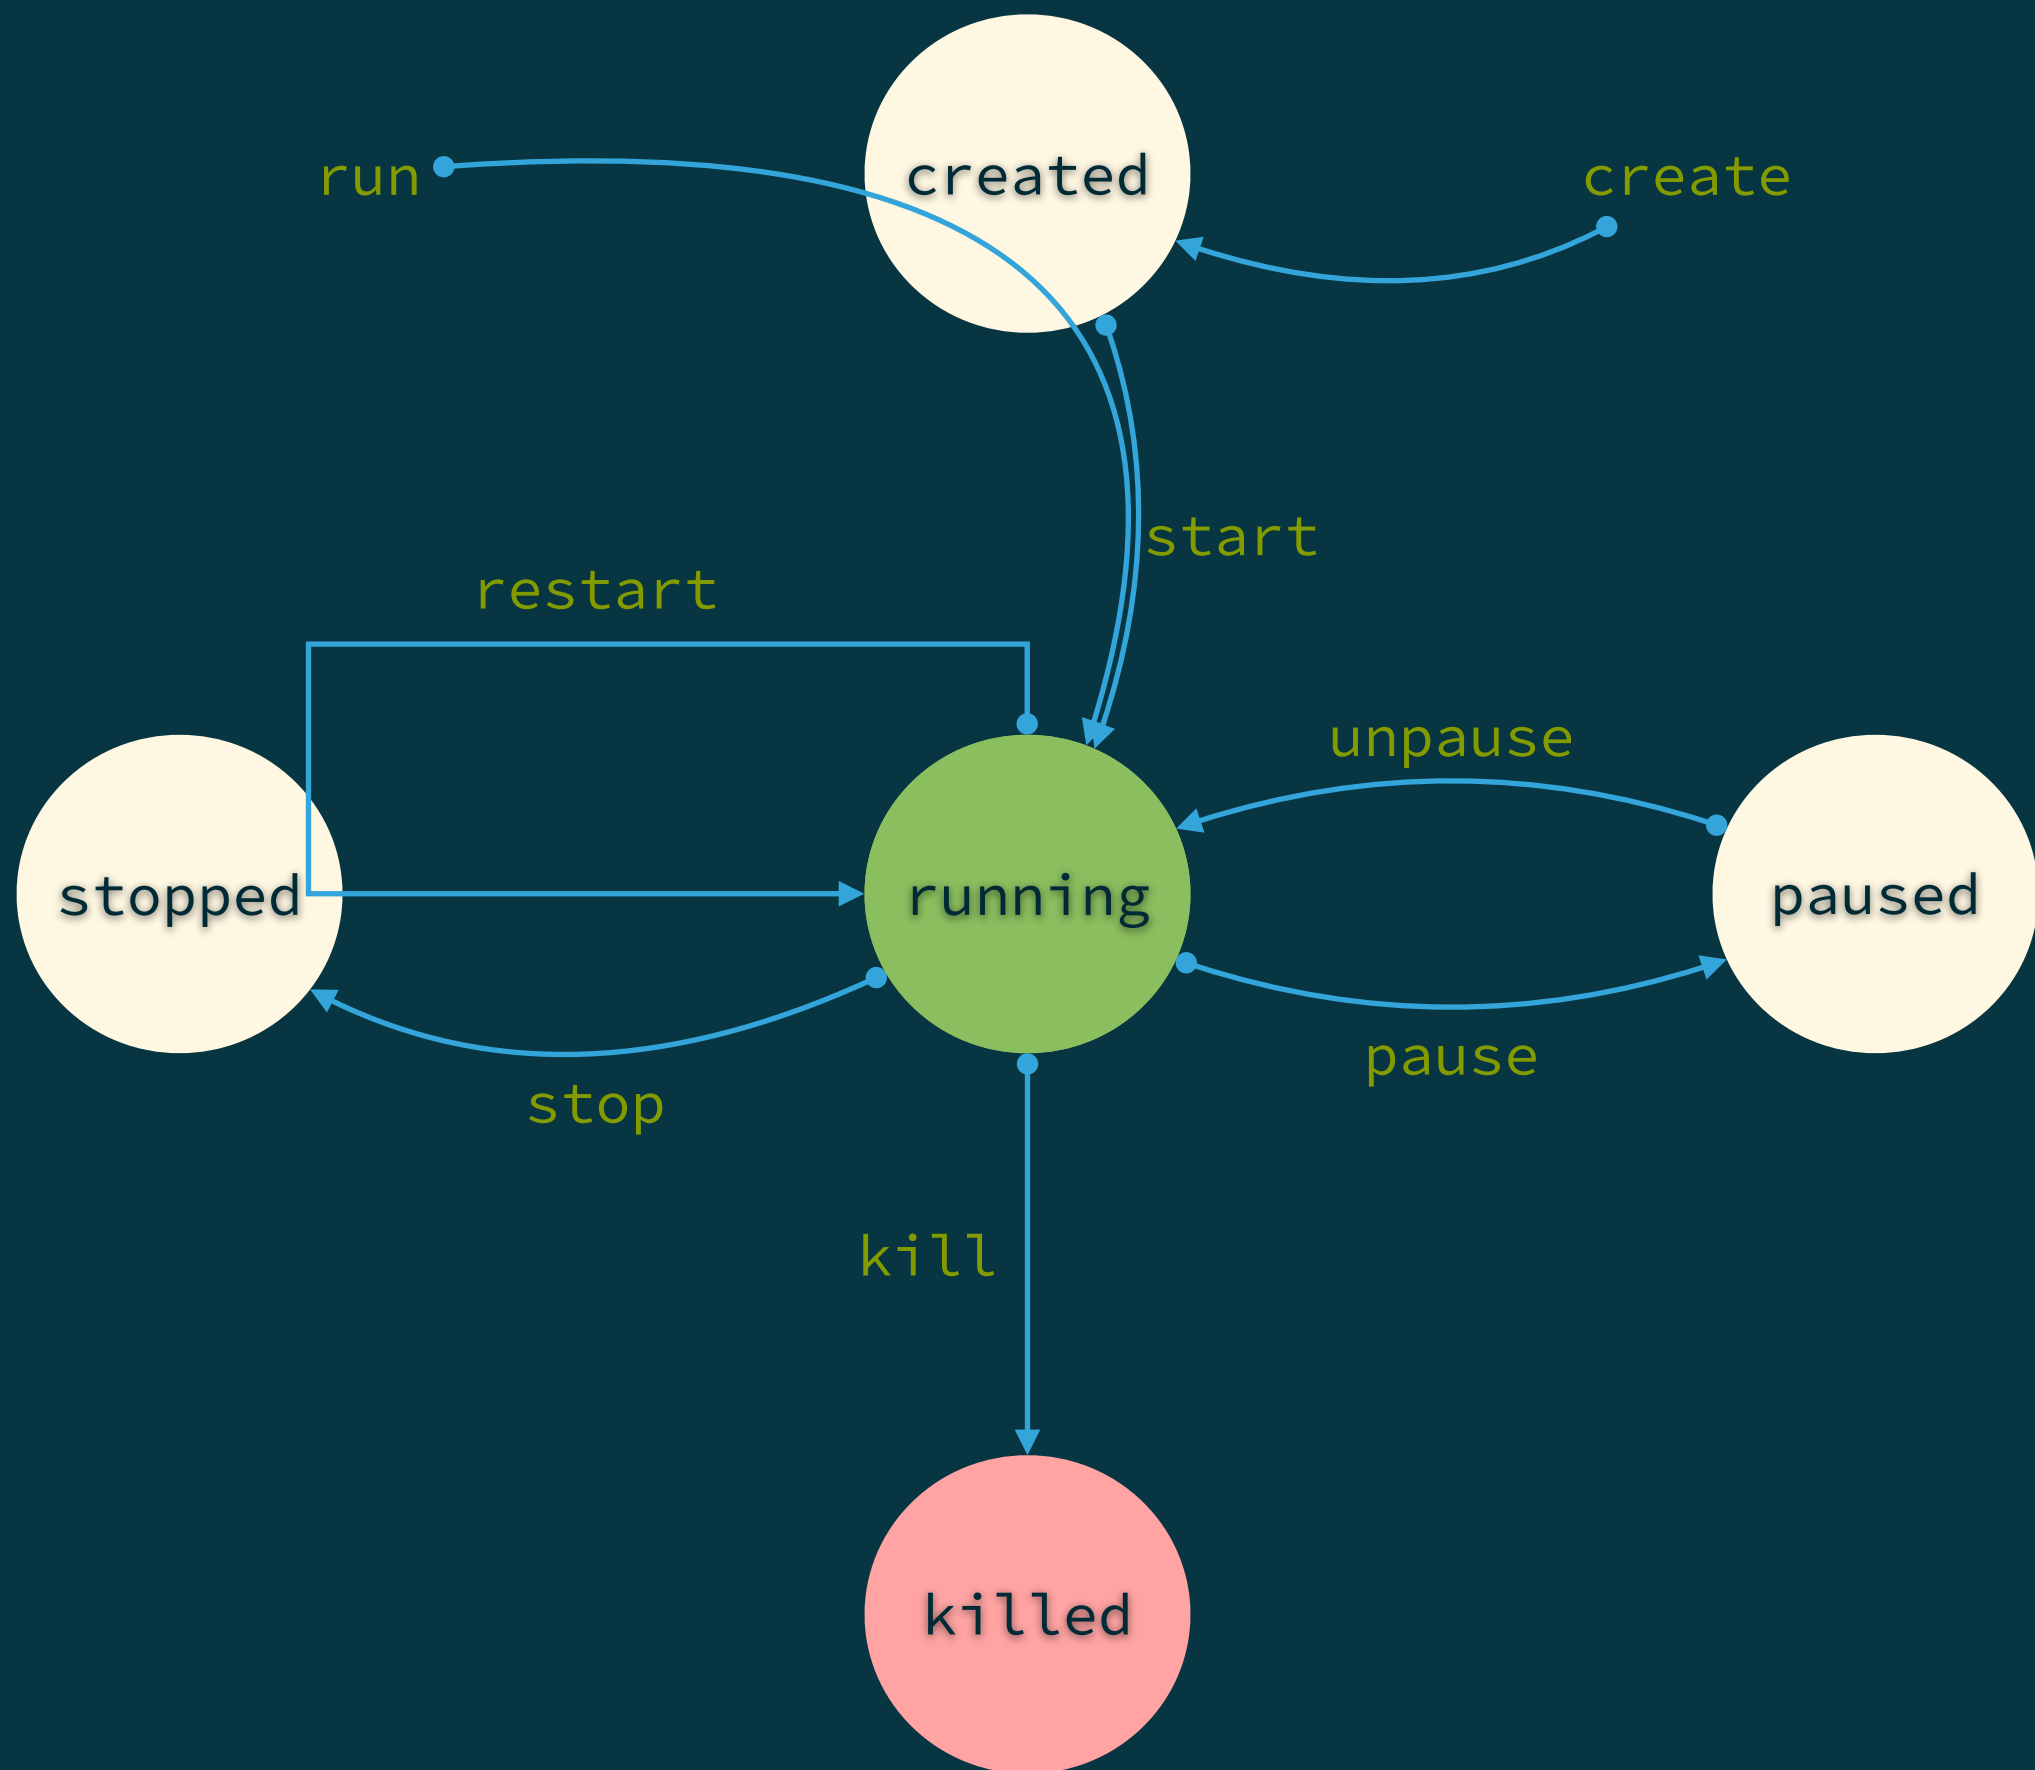 run
created
create
start
restart
unpause
stopped
running
paused
pause
stop
kill
killed